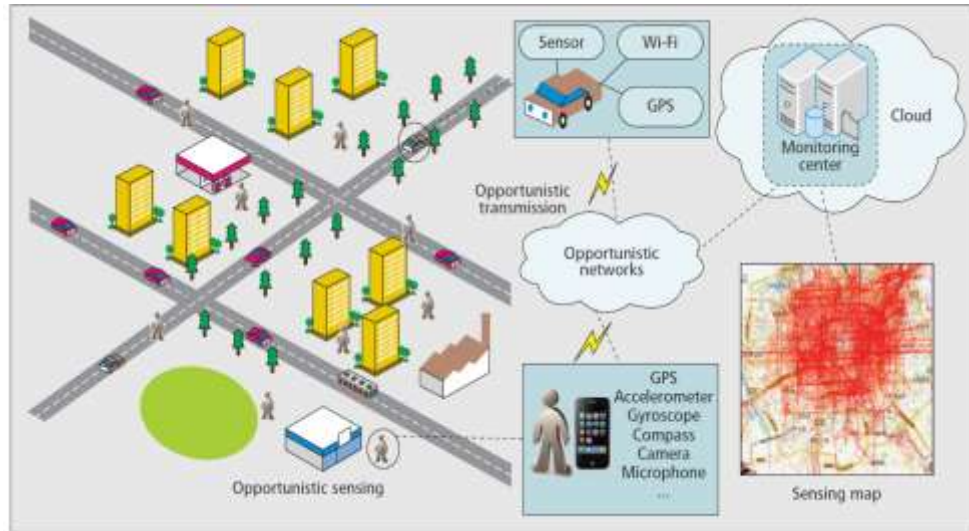 Sensor
Wi-Fi
GPS
Cloud
Monitoring
center
Opportunistic
transmission
Opportunistic
networks
GPS
Accelerometer
Gyroscope
Compass
Camera
Microphone
...
Opportunistic sensing
Sensing map